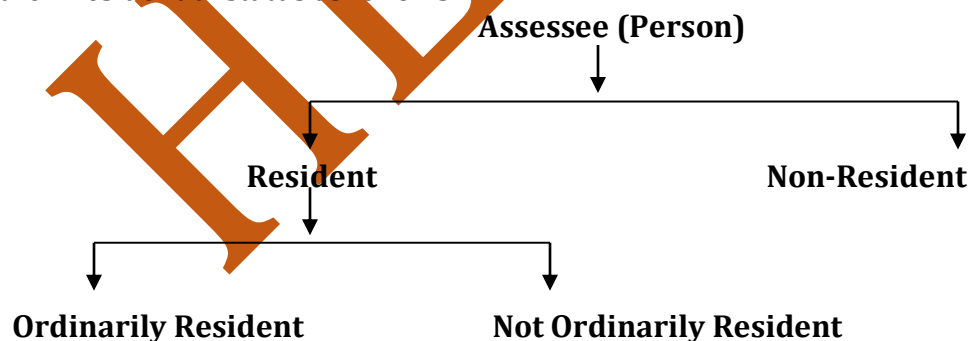 Assessee (Person)
Resident
Non-Resident
Ordinarily Resident
Not Ordinarily Resident